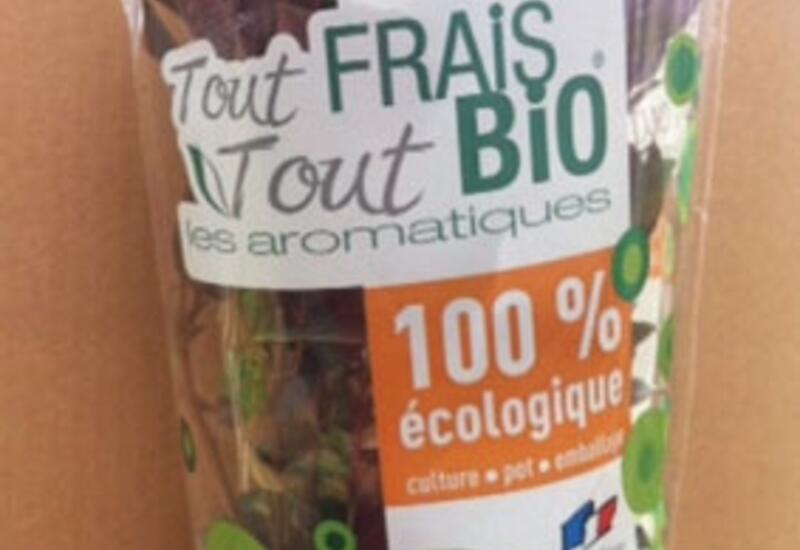 Tout FRAiS
Tout BiO®
les aromatiques
100 %
écologique
culture • pot • emballage